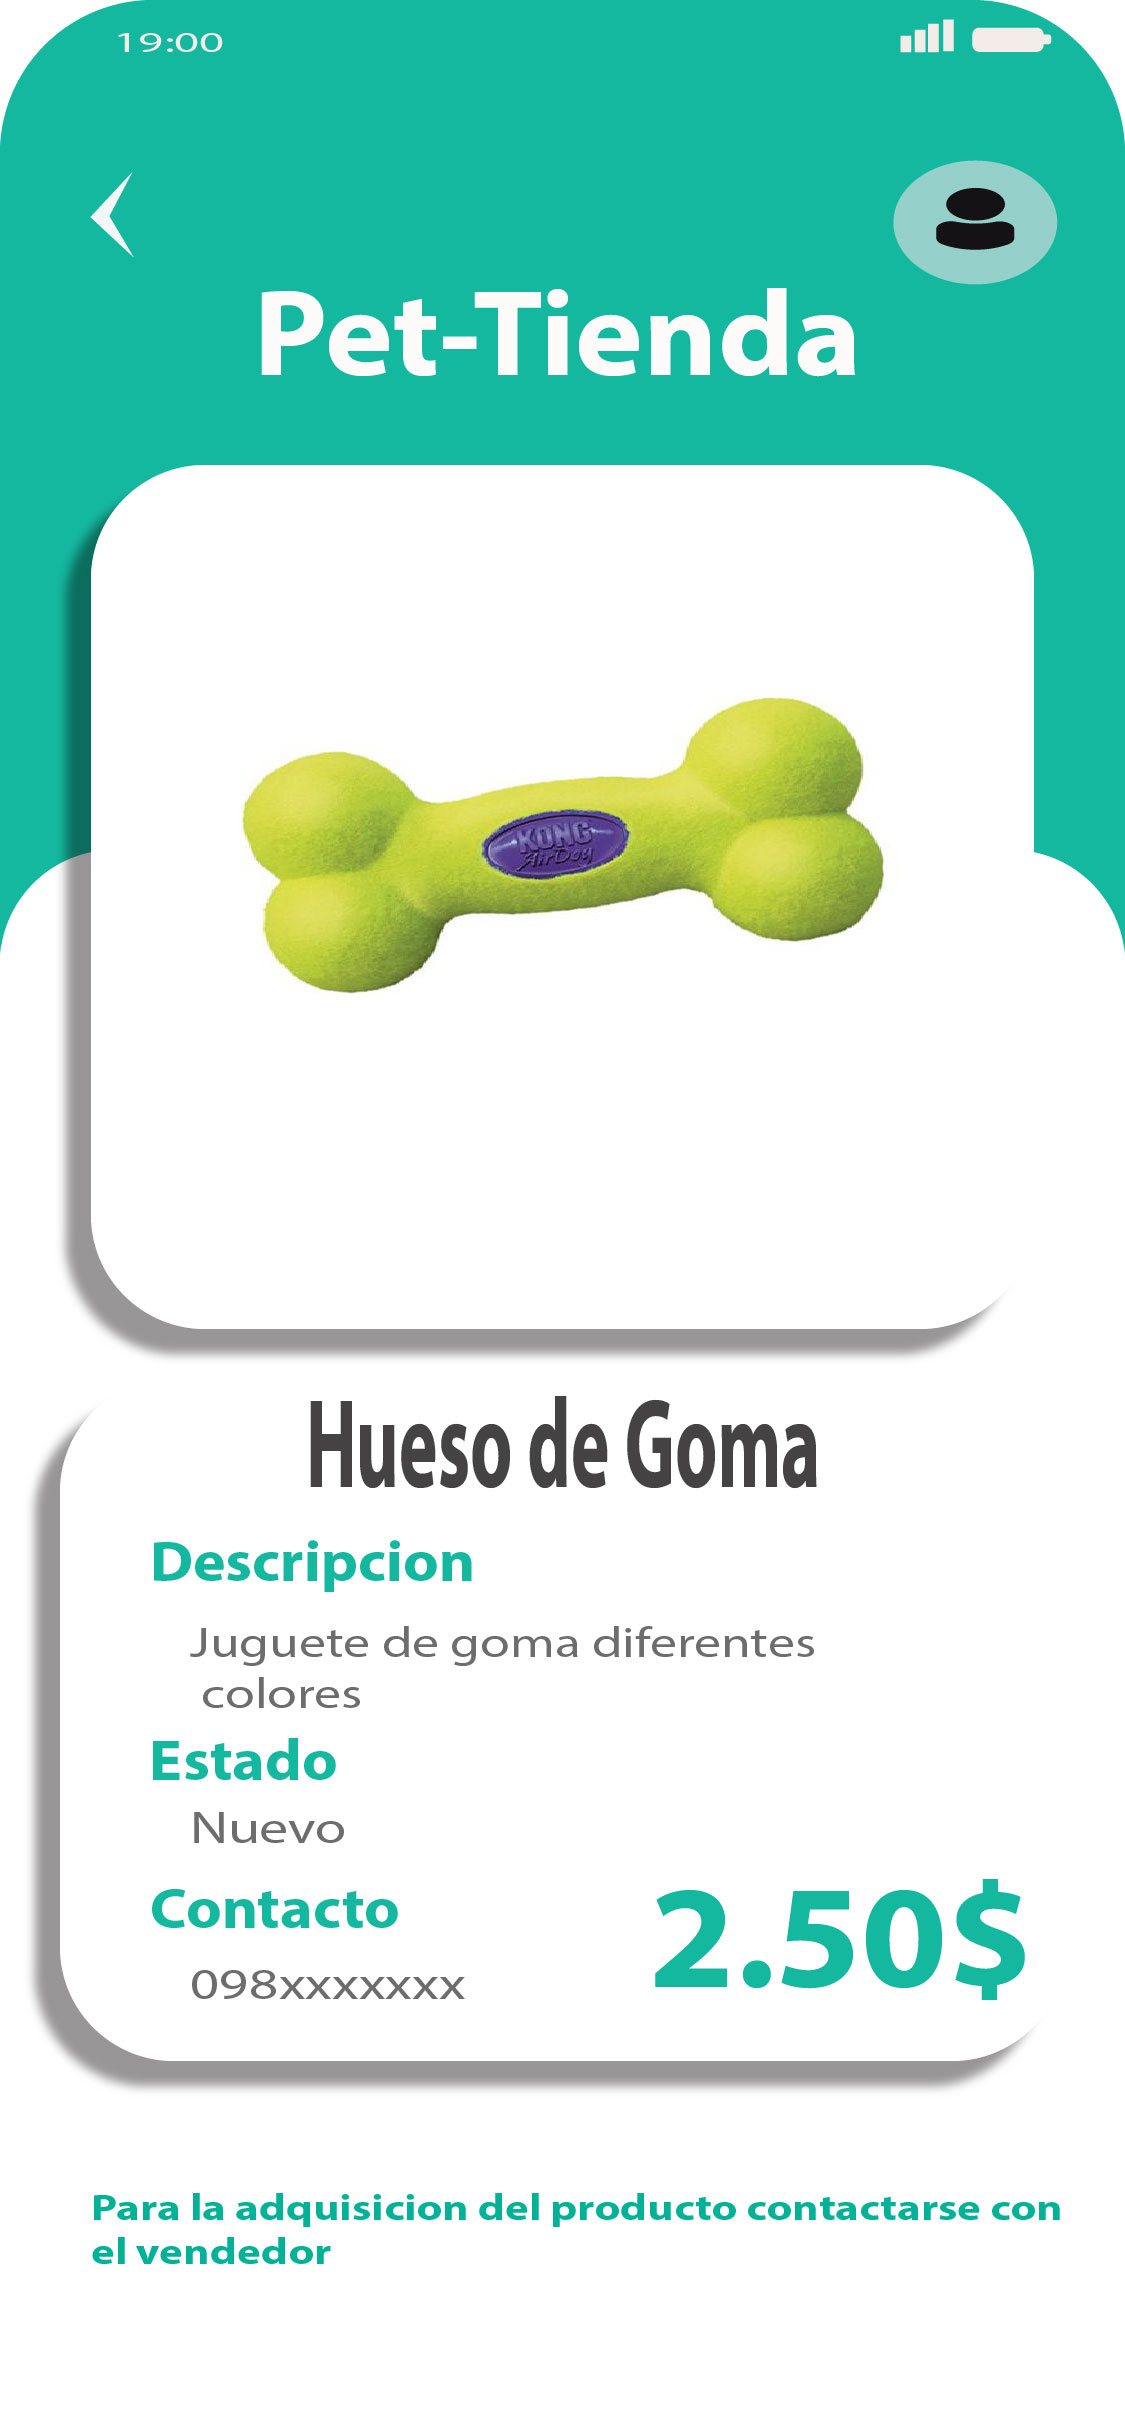 19:00
Pet-Tienda
KONG
AirDog
Hueso de Goma
Descripcion
Juguete de goma diferentes
colores
Estado
Nuevo
Contacto
098xxxxxxx
2.50$
Para la adquisicion del producto contactarse con
el vendedor